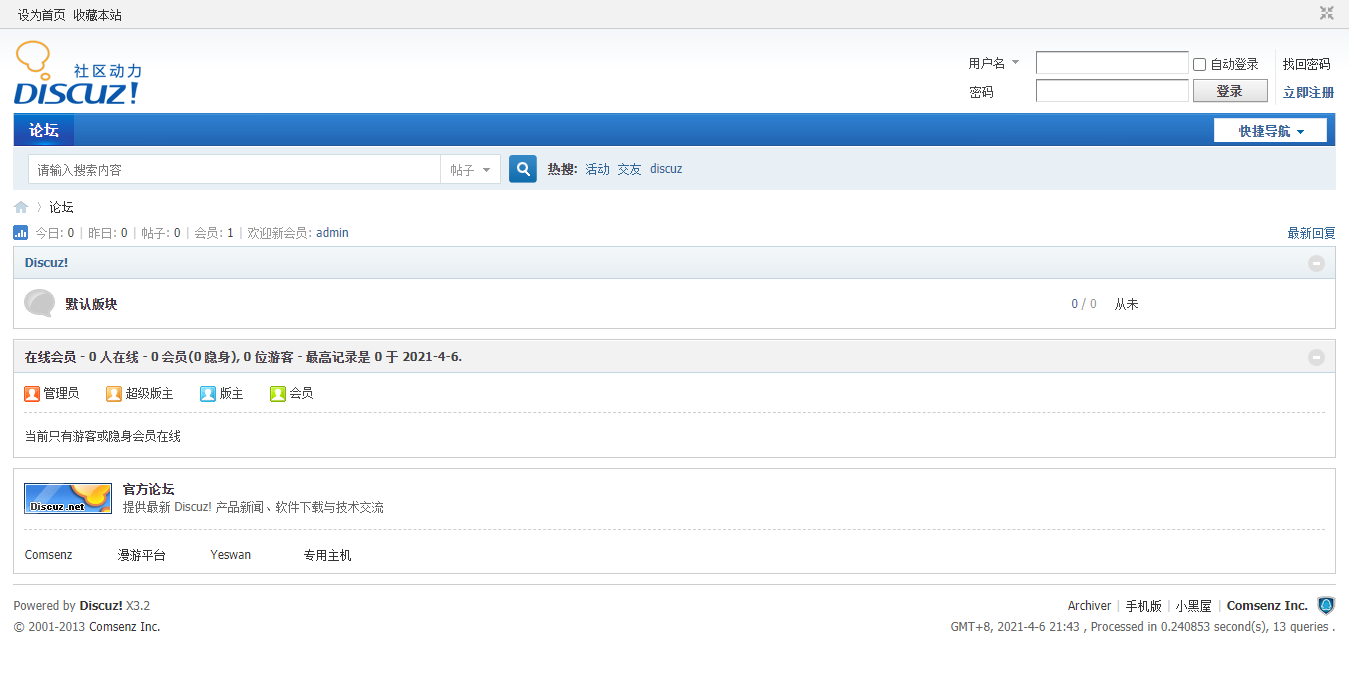 设为首页 收藏本站
社区动力
DISCUZ!
用户名 自动登录 找回密码
密码 登录 立即注册
论坛 快捷导航
请输入搜索内容 帖子 热搜: 活动 交友 discuz
论坛
今日: 0 | 昨日: 0 | 帖子: 0 | 会员: 1 | 欢迎新会员: admin 最新回复
Discuz!
默认版块 0 / 0 从未
在线会员 - 0 人在线 - 0 会员(0 隐身), 0 位游客 - 最高记录是 0 于 2021-4-6.
管理员 超级版主 版主 会员
当前只有游客或隐身会员在线
Discuz.net
官方论坛
提供最新 Discuz! 产品新闻、软件下载与技术交流
Comsenz 漫游平台 Yeswan 专用主机
Powered by Discuz! X3.2 Archiver | 手机版 | 小黑屋 | Comsenz Inc.
© 2001-2013 Comsenz Inc. GMT+8, 2021-4-6 21:43 , Processed in 0.240853 second(s), 13 queries .